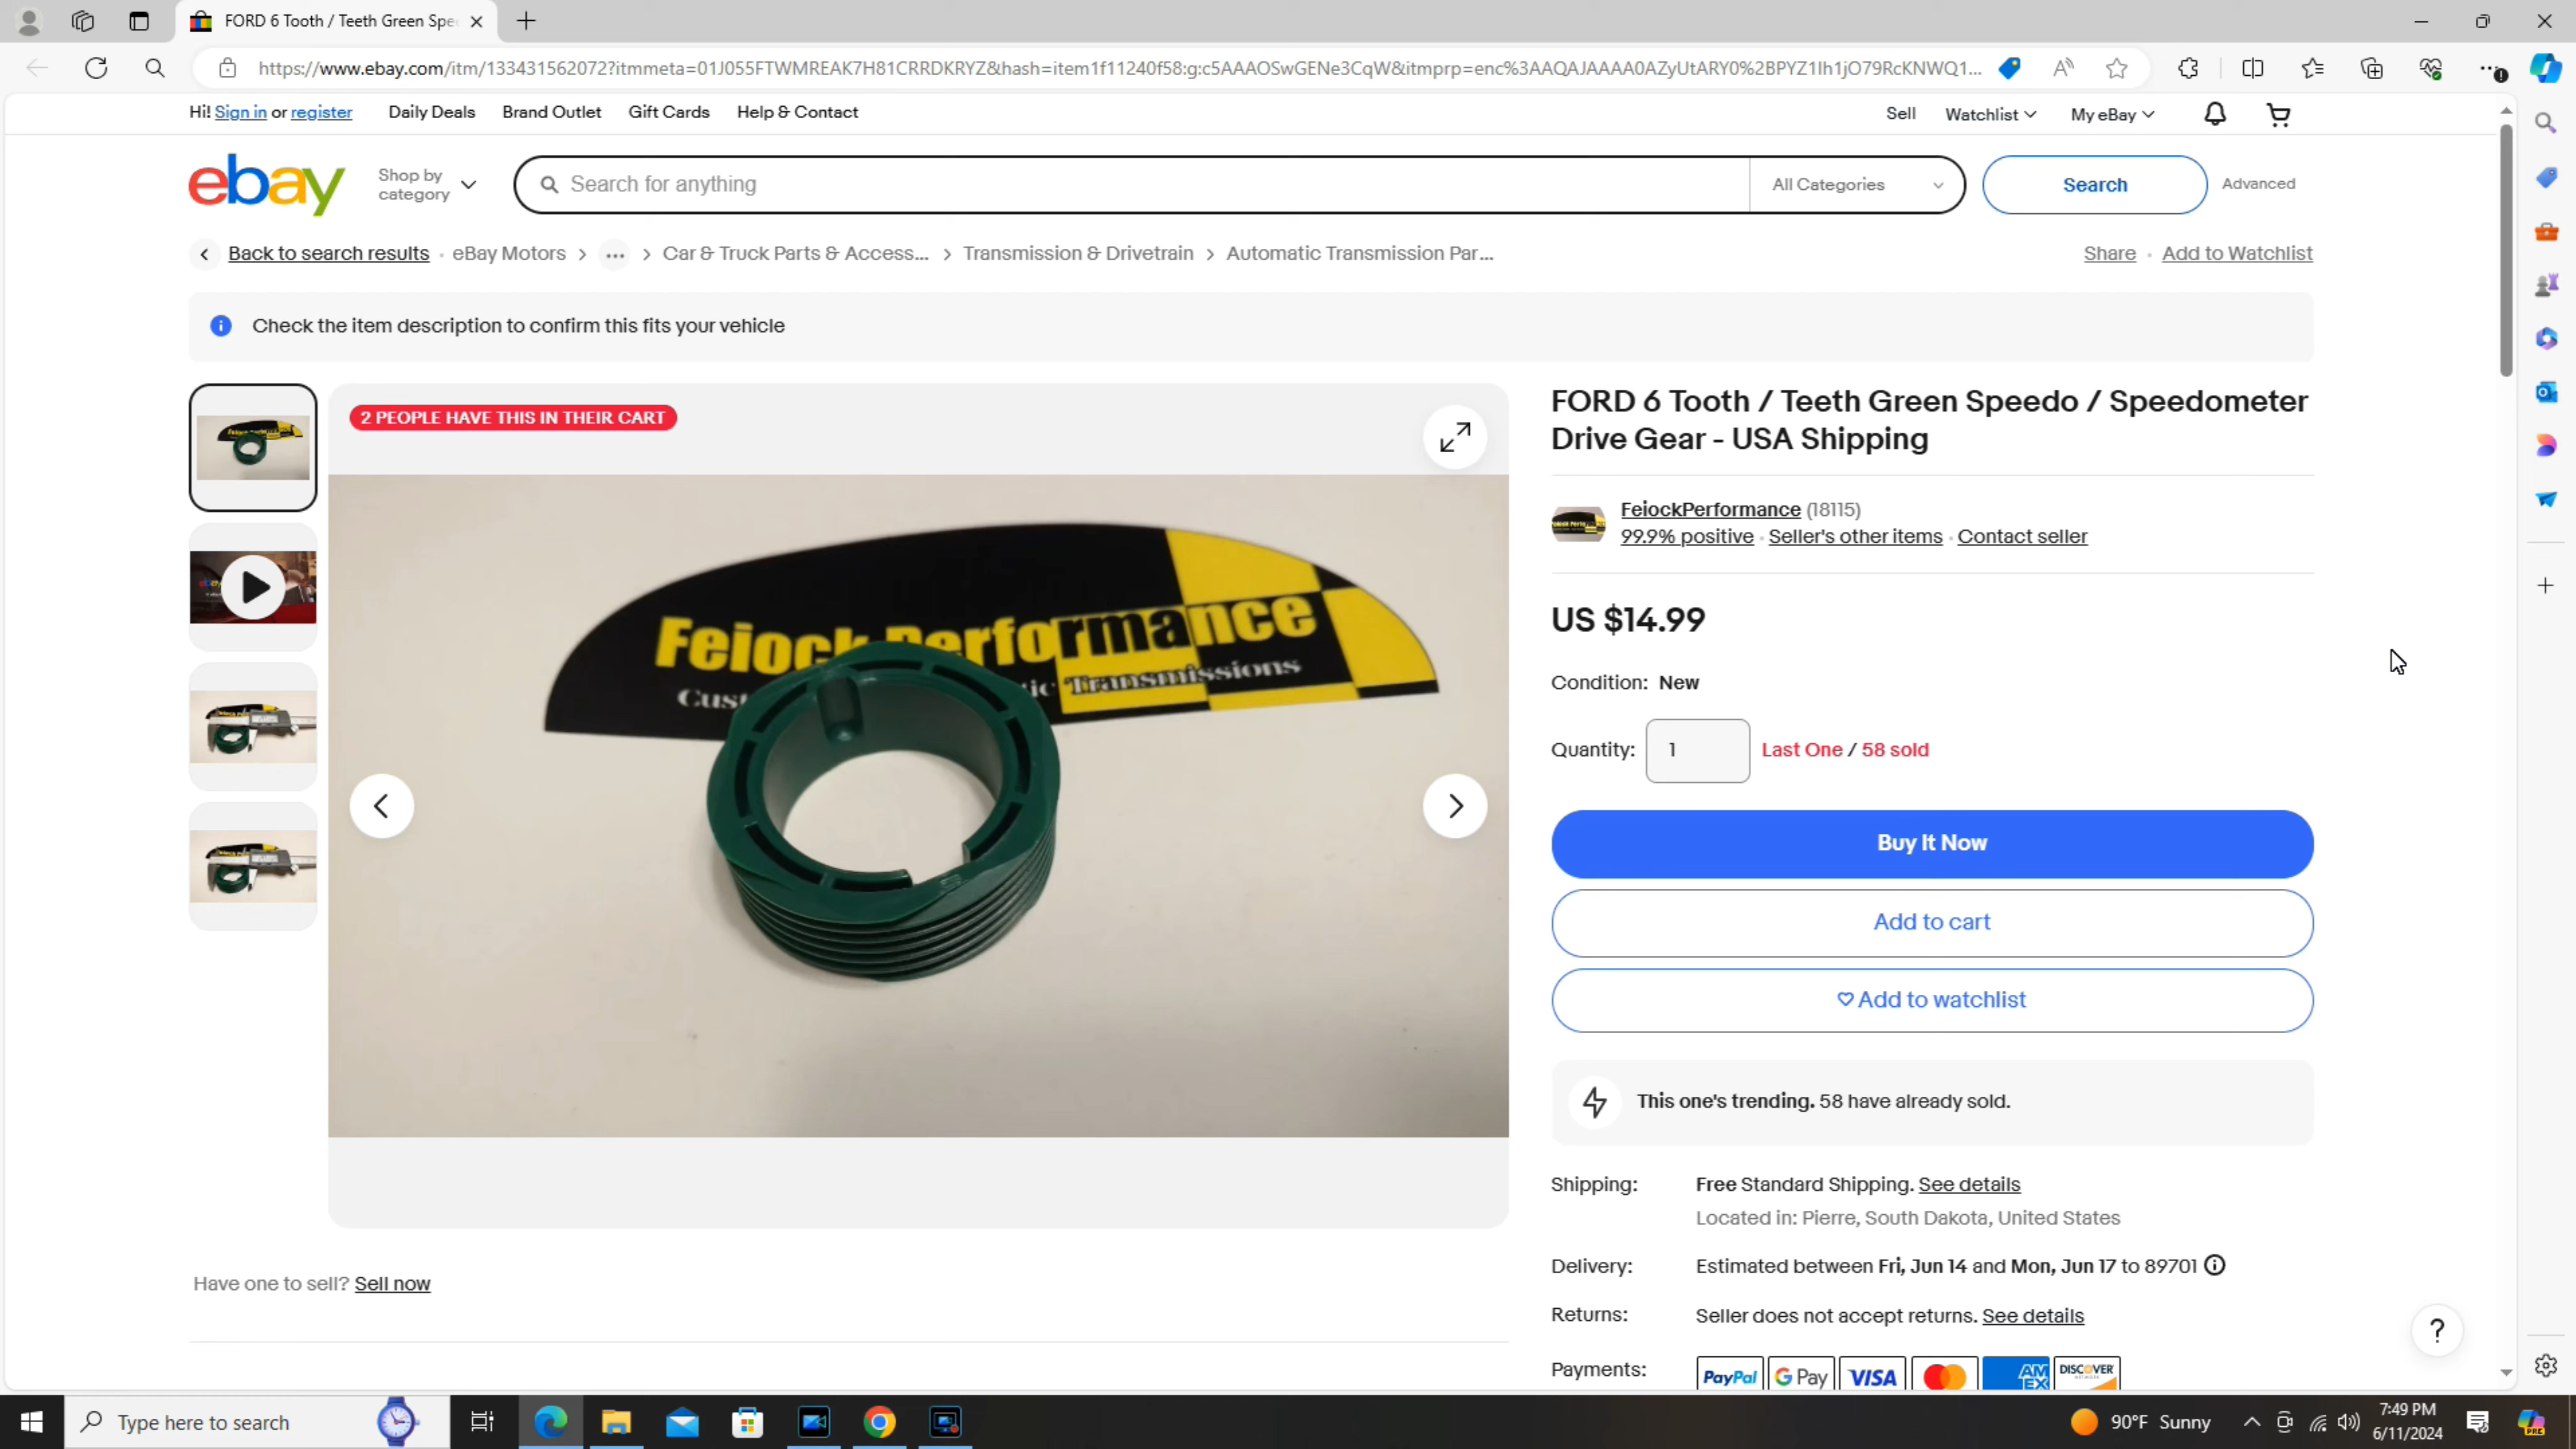 FORD 6 Tooth / Teeth Green Spe
https://www.ebay.com/itm/133431562072?itmmeta=01J055FTWMREAK7H81CRRDKRYZ&hash=item1f11240f58:g:c5AAAOSwGENe3CqW&itmprp=enc%3AAQAJAAAA0AZyUtARY0%2BPYZ1Ih1jO79RcKNWQ1...
Hi! Sign in or register Daily Deals Brand Outlet Gift Cards Help & Contact
Sell Watchlist My eBay
ebay
Shop by category
Search for anything
All Categories
Search
Advanced
Back to search results · eBay Motors > ... > Car & Truck Parts & Access... > Transmission & Drivetrain > Automatic Transmission Par...
Share · Add to Watchlist
Check the item description to confirm this fits your vehicle
2 PEOPLE HAVE THIS IN THEIR CART
Feiock Performance
Transmissions
FORD 6 Tooth / Teeth Green Speedo / Speedometer
Drive Gear - USA Shipping
FeiockPerformance (18115)
99.9% positive · Seller's other items · Contact seller
US $14.99
Condition: New
Quantity: 1 Last One / 58 sold
Buy It Now
Add to cart
Add to watchlist
This one's trending. 58 have already sold.
Shipping: Free Standard Shipping. See details
Located in: Pierre, South Dakota, United States
Delivery: Estimated between Fri, Jun 14 and Mon, Jun 17 to 89701
Returns: Seller does not accept returns. See details
Payments: PayPal G Pay VISA AM EX DISCOVER
Have one to sell? Sell now
?
Type here to search
90°F Sunny
7:49 PM
6/11/2024